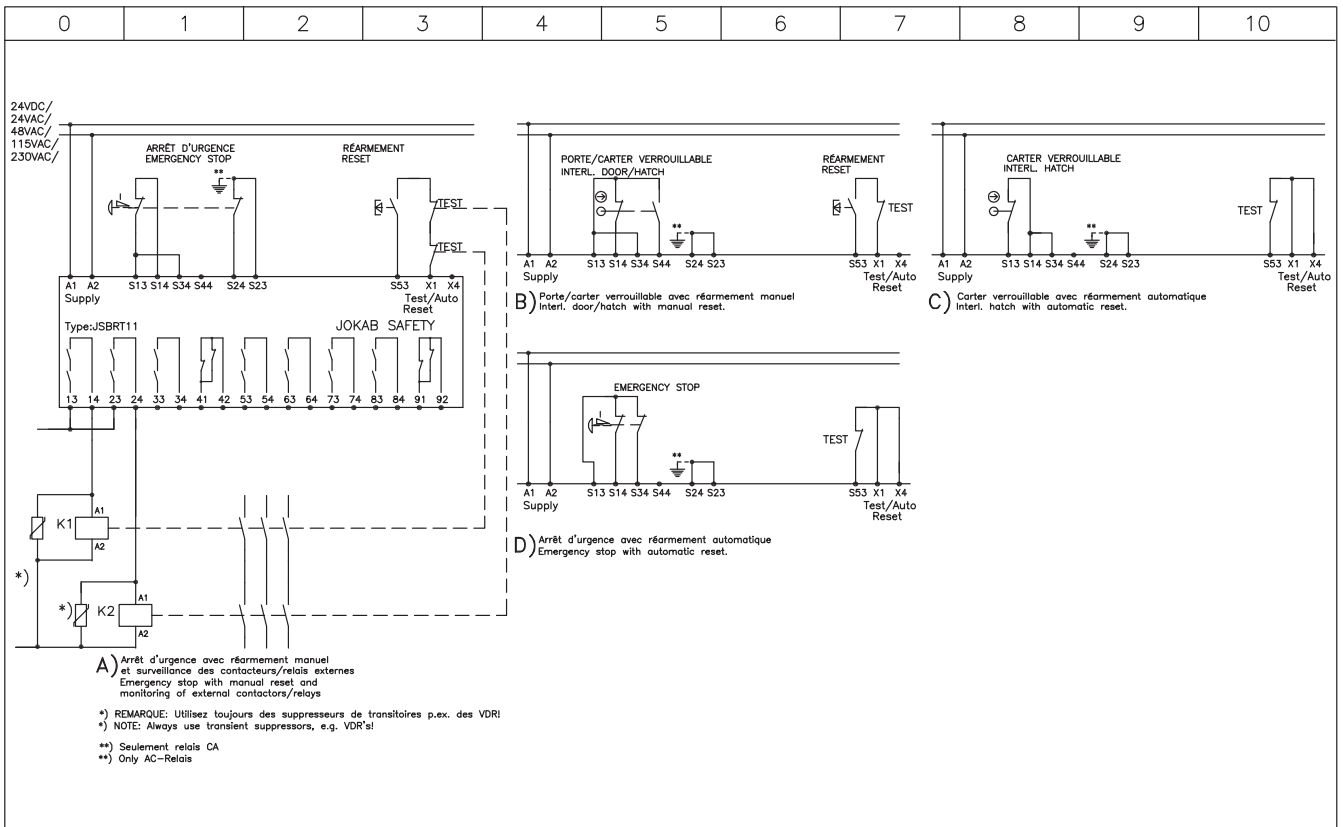 0 1 2 3 4 5 6 7 8 9 10
24VDC/
24VAC/
48VAC/
115VAC/
230VAC/
ARRÊT D'URGENCE
EMERGENCY STOP
**
RÉARMEMENT
RESET
TEST
TEST
A1 A2 S13 S14 S34 S44 S24 S23 S53 X1 X4
Supply
Test/Auto
Reset
Type:JSBRT11
JOKAB SAFETY
13 14 23 24 33 34 41 42 53 54 63 64 73 74 83 84 91 92
A1
K1
A2
*)
A1
*)
K2
A2
A) Arrêt d'urgence avec réarmement manuel
et surveillance des contacteurs/relais externes
Emergency stop with manual reset and
monitoring of external contactors/relays
*) REMARQUE: Utilisez toujours des suppresseurs de transitoires p.ex. des VDR!
*) NOTE: Always use transient suppressors, e.g. VDR's!
**) Seulement relais CA
**) Only AC-Relais
PORTE/CARTER VERROUILLABLE
INTERL. DOOR/HATCH
RÉARMEMENT
RESET
TEST
**
A1 A2 S13 S14 S34 S44 S24 S23 S53 X1 X4
Supply
Test/Auto
Reset
B) Porte/carter verrouillable avec réarmement manuel
Interl. door/hatch with manual reset.
CARTER VERROUILLABLE
INTERL. HATCH
TEST
**
A1 A2 S13 S14 S34 S44 S24 S23 S53 X1 X4
Supply
Test/Auto
Reset
C) Carter verrouillable avec réarmement automatique
Interl. hatch with automatic reset.
EMERGENCY STOP
TEST
**
A1 A2 S13 S14 S34 S44 S24 S23 S53 X1 X4
Supply
Test/Auto
Reset
D) Arrêt d'urgence avec réarmement automatique
Emergency stop with automatic reset.